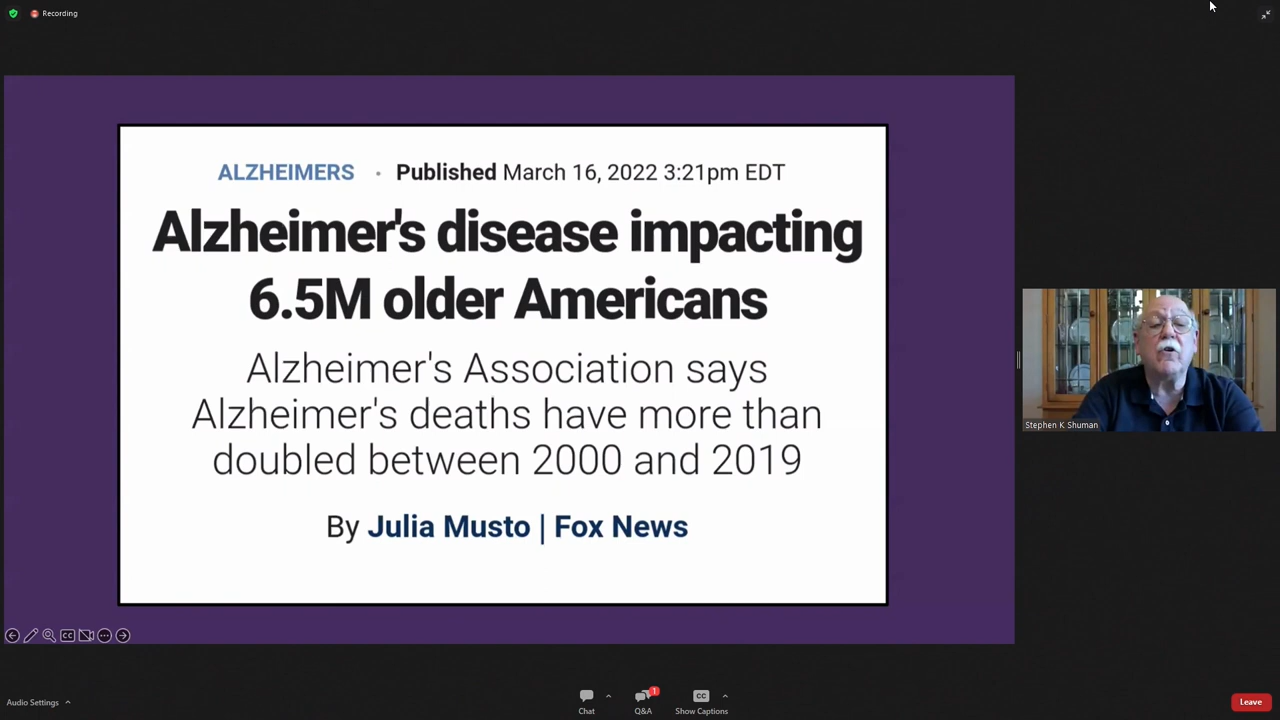 Recording
ALZHEIMERS • Published March 16, 2022 3:21pm EDT
Alzheimer's disease impacting
6.5M older Americans
Alzheimer's Association says
Alzheimer's deaths have more than
doubled between 2000 and 2019
By Julia Musto | Fox News
Stephen K Shuman
CC
Audio Settings
Chat
1
Q&A
CC
Show Captions
Leave